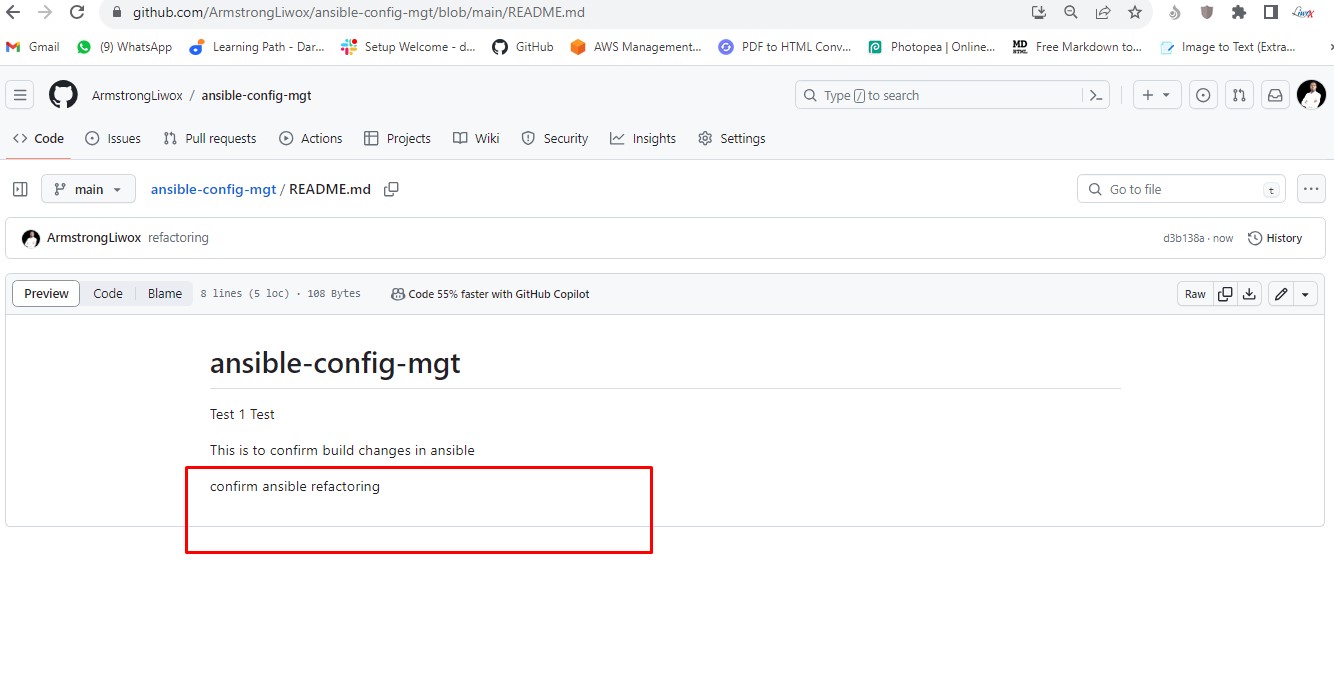 github.com/ArmstrongLiwox/ansible-config-mgt/blob/main/README.md
Gmail (9) WhatsApp Learning Path - Dar... Setup Welcome - d... GitHub AWS Management... PDF to HTML Conv... Photopea | Online... MD Free Markdown to... Image to Text (Extra...
ArmstrongLiwox / ansible-config-mgt Type / to search
Code Issues Pull requests Actions Projects Wiki Security Insights Settings
main ansible-config-mgt / README.md Go to file t
ArmstrongLiwox refactoring d3b138a · now History
Preview Code Blame 8 lines (5 loc) · 108 Bytes Code 55% faster with GitHub Copilot Raw
ansible-config-mgt
Test 1 Test
This is to confirm build changes in ansible
confirm ansible refactoring